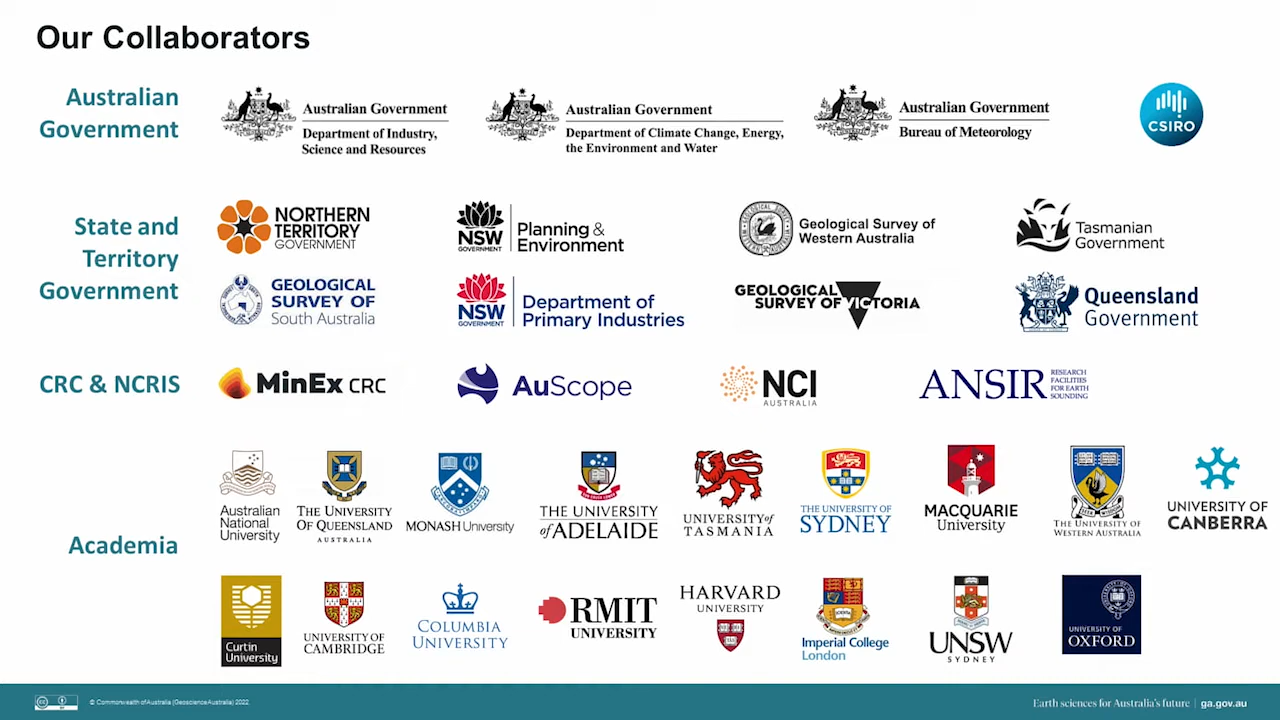 Our Collaborators
Australian
Government
Australian Government
Department of Industry,
Science and Resources
Australian Government
Department of Climate Change, Energy,
the Environment and Water
Australian Government
Bureau of Meteorology
CSIRO
State and
Territory
Government
NORTHERN
TERRITORY
GOVERNMENT
NSW
GOVERNMENT
Planning &
Environment
Geological Survey of
Western Australia
Tasmanian
Government
GEOLOGICAL
SURVEY OF
South Australia
NSW
GOVERNMENT
Department of
Primary Industries
GEOLOGICAL
SURVEY OF VICTORIA
Queensland
Government
CRC & NCRIS
MinEx CRC
AuScope
NCI
AUSTRALIA
ANSIR
RESEARCH
FACILITIES
FOR EARTH
SOUNDING
Academia
Australian
National
University
THE UNIVERSITY
OF QUEENSLAND
AUSTRALIA
MONASH University
THE UNIVERSITY
of ADELAIDE
UNIVERSITY of
TASMANIA
THE UNIVERSITY OF
SYDNEY
MACQUARIE
University
THE UNIVERSITY OF
WESTERN AUSTRALIA
UNIVERSITY OF
CANBERRA
Curtin
University
UNIVERSITY OF
CAMBRIDGE
COLUMBIA
UNIVERSITY
RMIT
UNIVERSITY
HARVARD
UNIVERSITY
Imperial College
London
UNSW
SYDNEY
UNIVERSITY OF
OXFORD
© Commonwealth of Australia (Geoscience Australia) 2022
Earth sciences for Australia's future | ga.gov.au